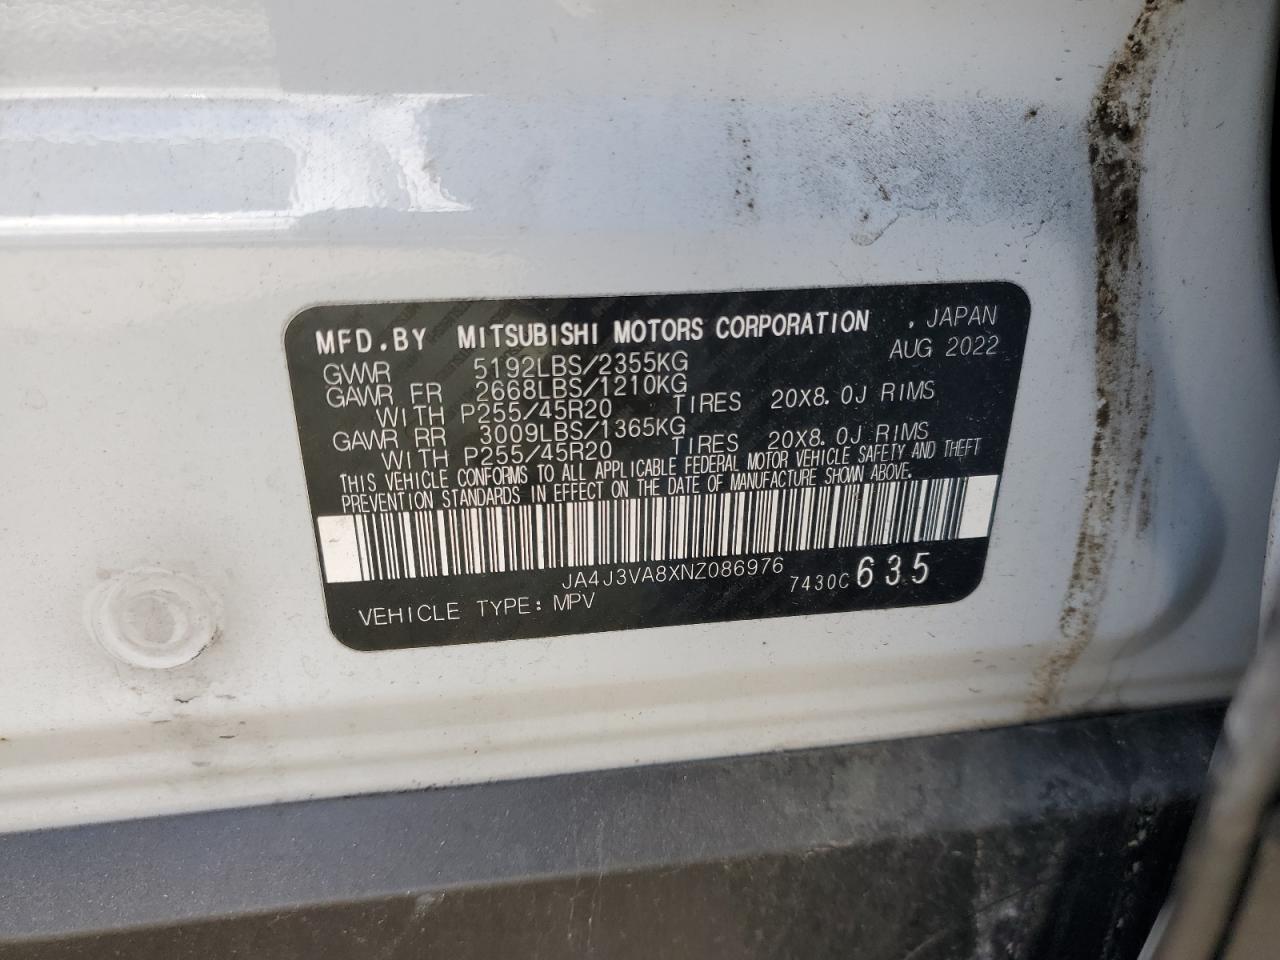 MFD.BY MITSUBISHI MOTORS CORPORATION , JAPAN
AUG 2022
GVWR 5192LBS/2355KG
GAWR FR 2668LBS/1210KG
WITH P255/45R20 TIRES 20X8.0J RIMS
GAWR RR 3009LBS/1365KG
WITH P255/45R20 TIRES 20X8.0J RIMS
THIS VEHICLE CONFORMS TO ALL APPLICABLE FEDERAL MOTOR VEHICLE SAFETY AND THEFT
PREVENTION STANDARDS IN EFFECT ON THE DATE OF MANUFACTURE SHOWN ABOVE.
JA4J3VA8XNZ086976
7430C 635
VEHICLE TYPE: MPV